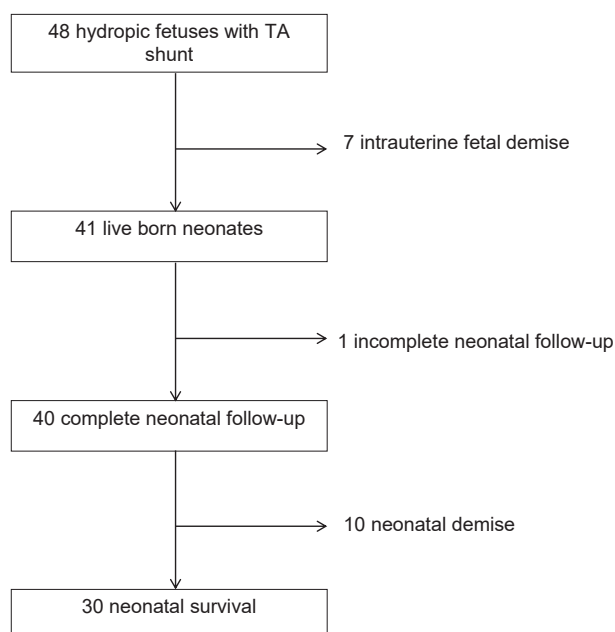 48 hydropic fetuses with TA
shunt
7 intrauterine fetal demise
41 live born neonates
1 incomplete neonatal follow-up
40 complete neonatal follow-up
10 neonatal demise
30 neonatal survival